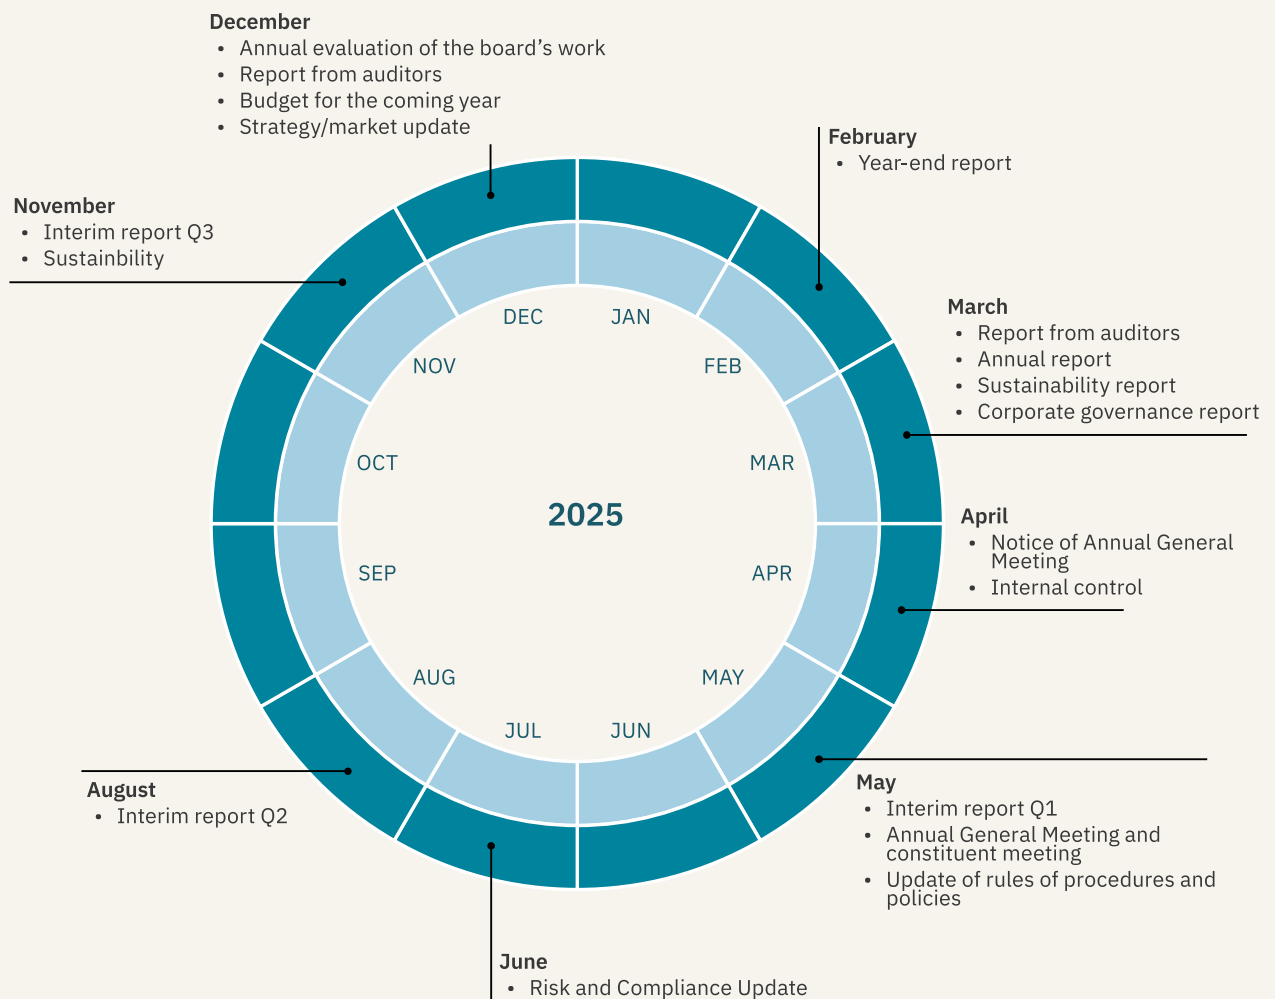 December
• Annual evaluation of the board’s work
• Report from auditors
• Budget for the coming year
• Strategy/market update
February
• Year-end report
November
• Interim report Q3
• Sustainbility
March
• Report from auditors
• Annual report
• Sustainability report
• Corporate governance report
DEC
JAN
NOV
FEB
OCT
MAR
2025
SEP
APR
AUG
MAY
JUL
JUN
April
• Notice of Annual General
Meeting
• Internal control
May
• Interim report Q1
• Annual General Meeting and
constituent meeting
• Update of rules of procedures and
policies
August
• Interim report Q2
June
• Risk and Compliance Update